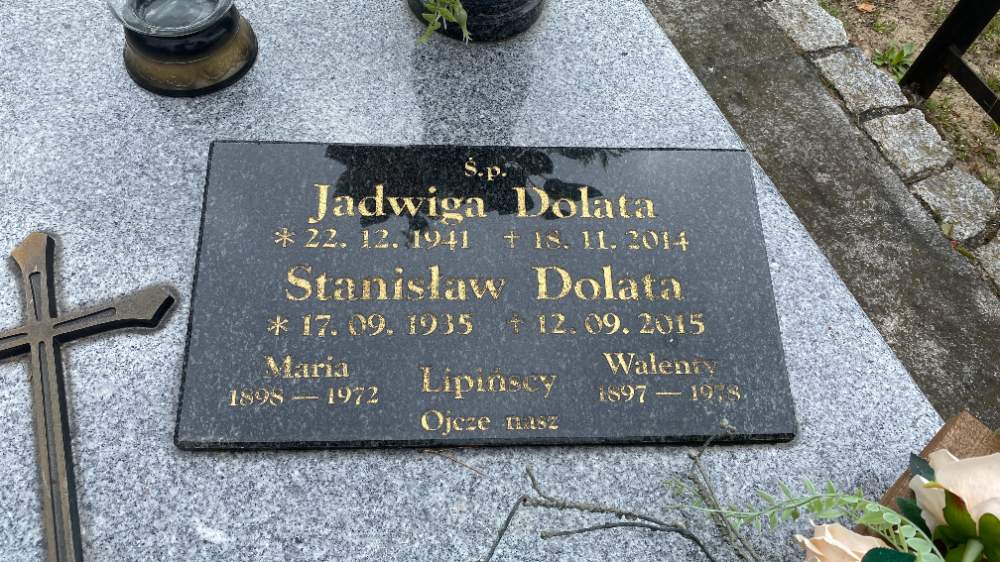 Ś.p.
Jadwiga Dolata
* 22. 12. 1941 + 18. 11. 2014
Stanisław Dolata
* 17. 09. 1935 + 12. 09. 2015
Maria Lipińscy Walenty
1898 — 1972 1897 — 1978
Ojcze nasz